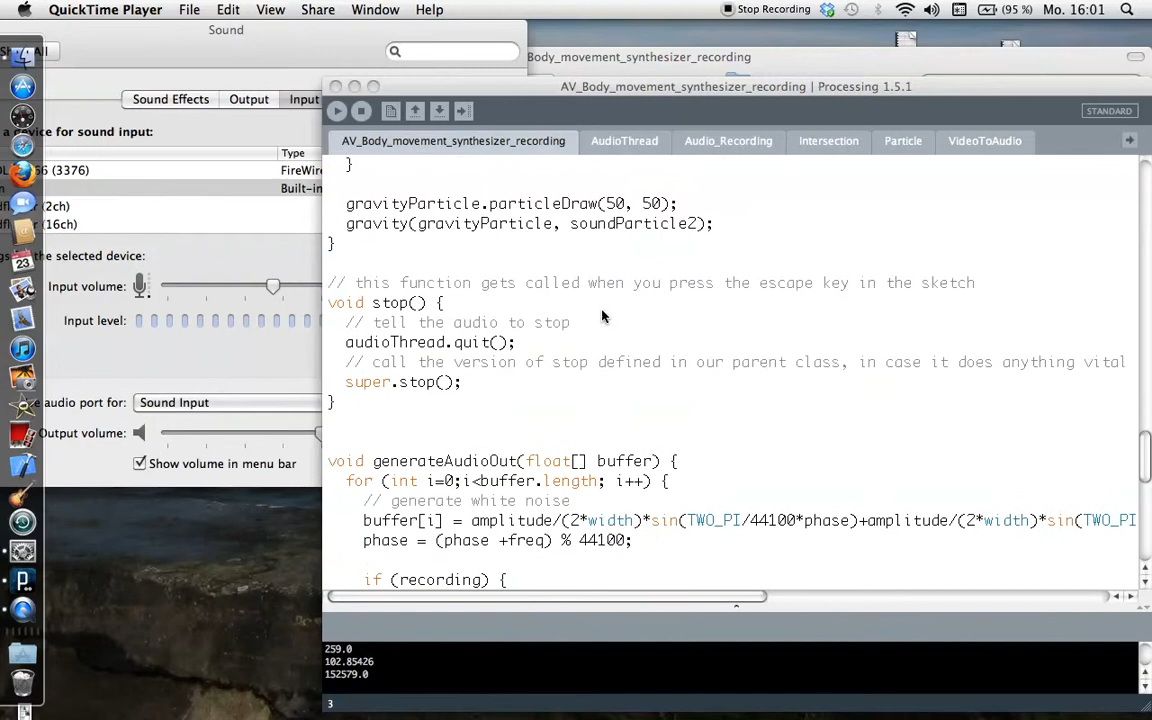 QuickTime Player File Edit View Share Window Help Stop Recording (95 %) Mo. 16:01
Sound
All
Body_movement_synthesizer_recording
AV_Body_movement_synthesizer_recording | Processing 1.5.1
Sound Effects Output Input
STANDARD
a device for sound input:
AV_Body_movement_synthesizer_recording AudioThread Audio_Recording Intersection Particle VideoToAudio
Type
66 (3376) FireWire
n Built-in
(2ch)
(16ch)
gs for the selected device:
Input volume:
Input level:
e audio port for: Sound Input
Output volume:
Show volume in menu bar
}
gravityParticle.particleDraw(50, 50);
gravity(gravityParticle, soundParticle2);
}
// this function gets called when you press the escape key in the sketch
void stop() {
// tell the audio to stop
audioThread.quit();
// call the version of stop defined in our parent class, in case it does anything vital
super.stop();
}
void generateAudioOut(float[] buffer) {
for (int i=0;i<buffer.length; i++) {
// generate white noise
buffer[i] = amplitude/(2*width)*sin(TWO_PI/44100*phase)+amplitude/(2*width)*sin(TWO_PI
phase = (phase +freq) % 44100;
if (recording) {
259.0
102.85426
152579.0
3